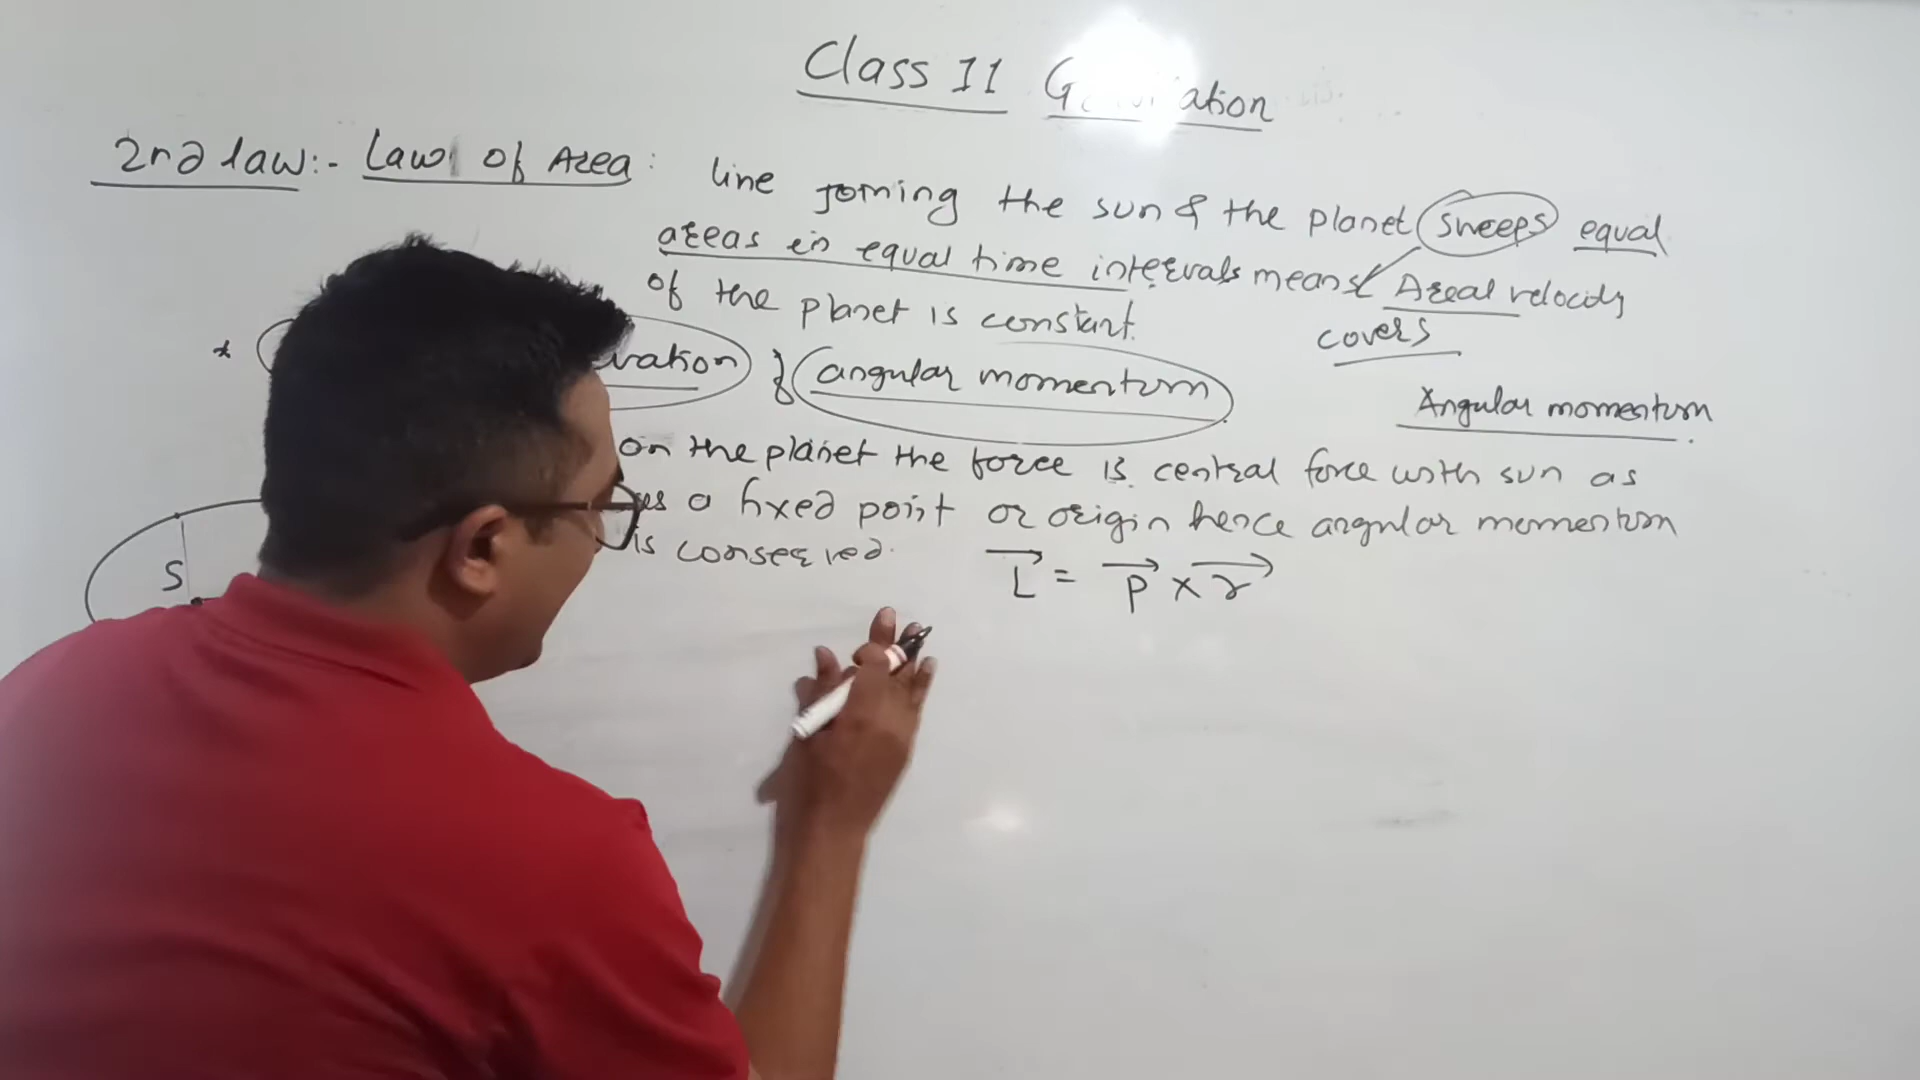 Class 11 Gravitation
2nd law:- Law of Area: line joining the sun & the planet sweeps equal
areas in equal time intervals means Areal velocity
of the planet is constant.
covers
* angular momentum
Angular momentum
on the planet the force is central force with sun as
a fixed point or origin hence angular momentum
is conserved.
L = P × r
S